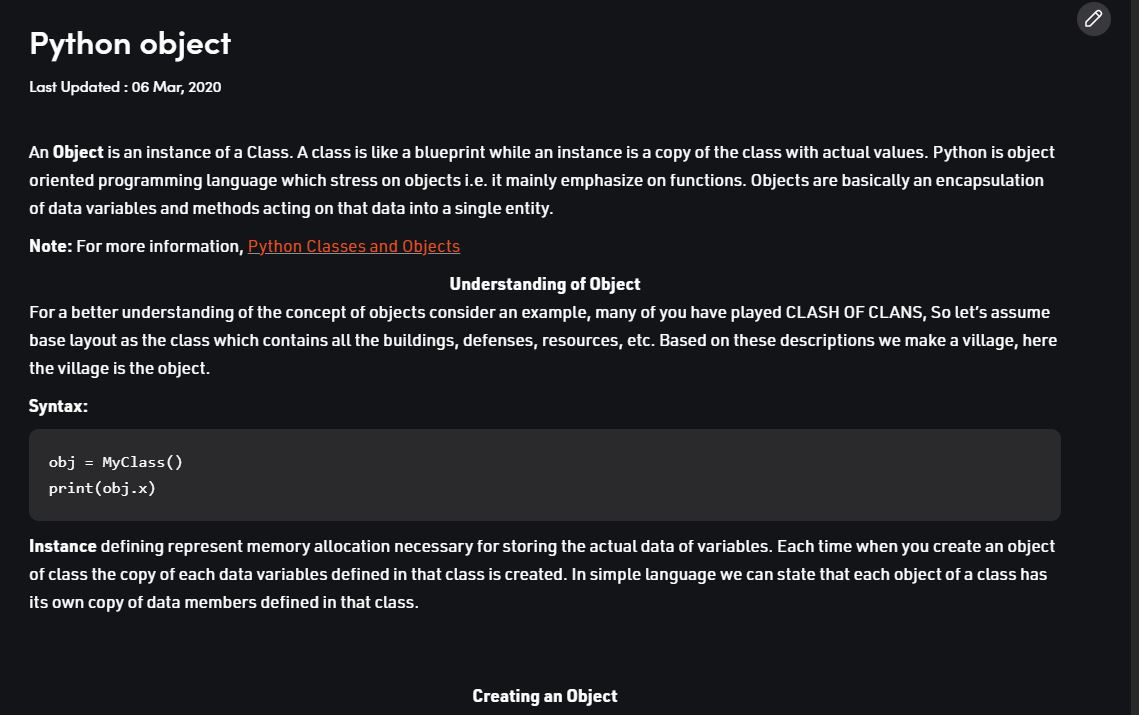 Python object
Last Updated : 06 Mar, 2020
An Object is an instance of a Class. A class is like a blueprint while an instance is a copy of the class with actual values. Python is object
oriented programming language which stress on objects i.e. it mainly emphasize on functions. Objects are basically an encapsulation
of data variables and methods acting on that data into a single entity.
Note: For more information, Python Classes and Objects
Understanding of Object
For a better understanding of the concept of objects consider an example, many of you have played CLASH OF CLANS, So let's assume
base layout as the class which contains all the buildings, defenses, resources, etc. Based on these descriptions we make a village, here
the village is the object.
Syntax:
obj = MyClass()
print(obj.x)
Instance defining represent memory allocation necessary for storing the actual data of variables. Each time when you create an object
of class the copy of each data variables defined in that class is created. In simple language we can state that each object of a class has
its own copy of data members defined in that class.
Creating an Object